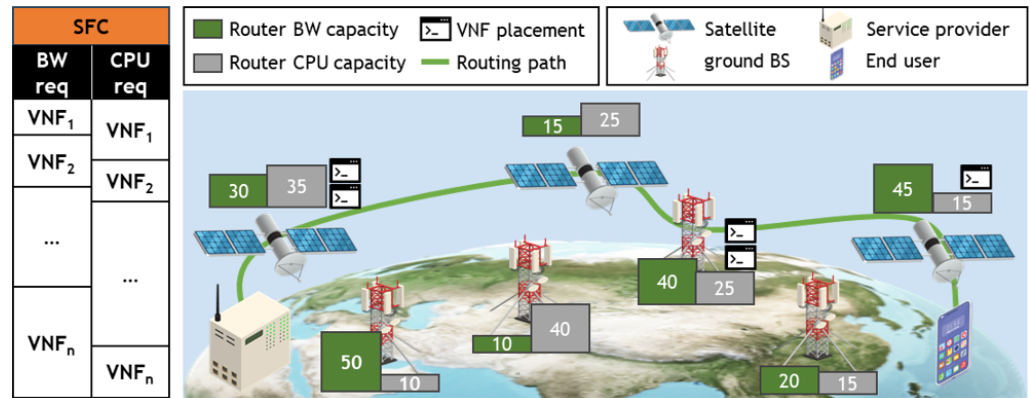 SFC
BW req
CPU req
VNF1
VNF2
...
VNFn
VNF1
VNF2
...
VNFn
Router BW capacity
Router CPU capacity
VNF placement
Routing path
Satellite
ground BS
Service provider
End user
15
25
30
35
45
15
40
25
10
40
50
10
20
15